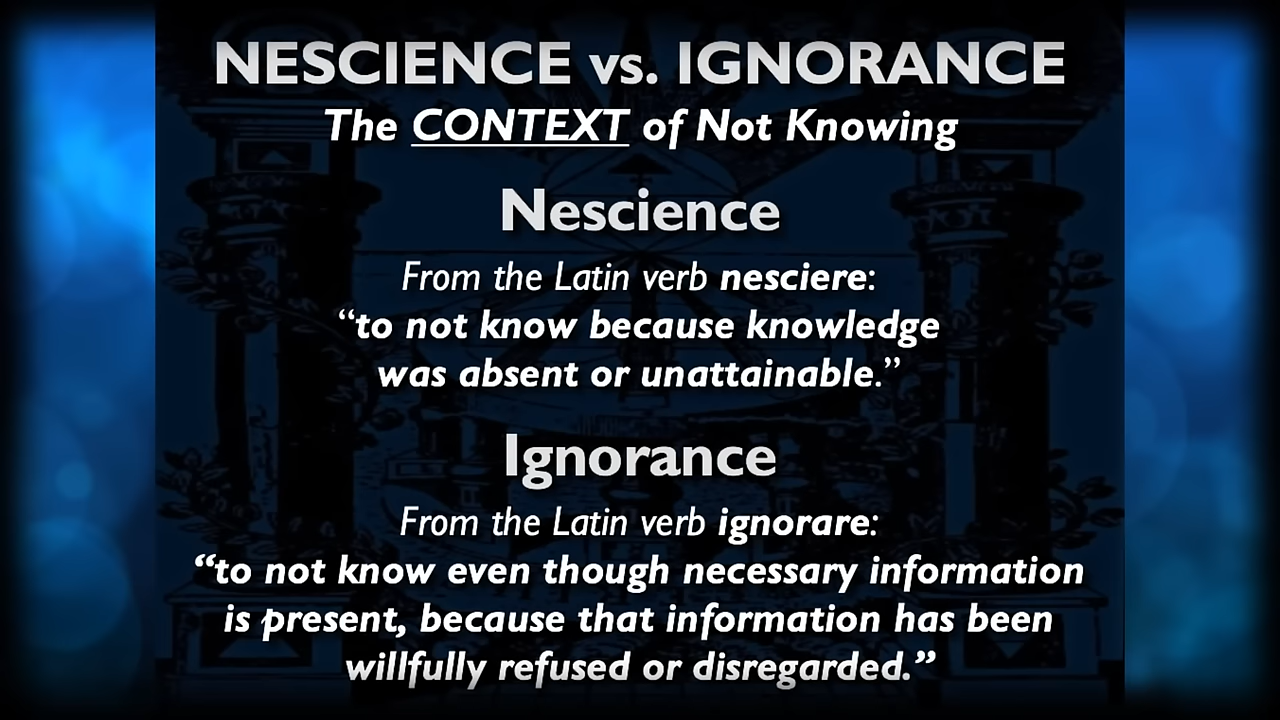 NESCIENCE vs. IGNORANCE
The CONTEXT of Not Knowing
Nescience
From the Latin verb nesciere:
“to not know because knowledge
was absent or unattainable.”
Ignorance
From the Latin verb ignorare:
“to not know even though necessary information
is present, because that information has been
willfully refused or disregarded.”